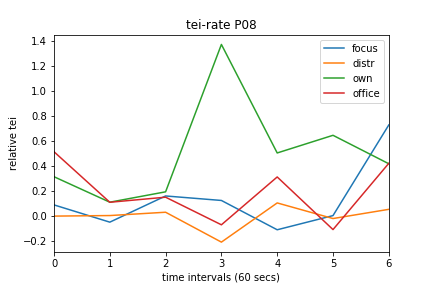 tei-rate P08
relative tei
1.4
1.2
1.0
0.8
0.6
0.4
0.2
0.0
−0.2
focus
distr
own
office
0 1 2 3 4 5 6
time intervals (60 secs)